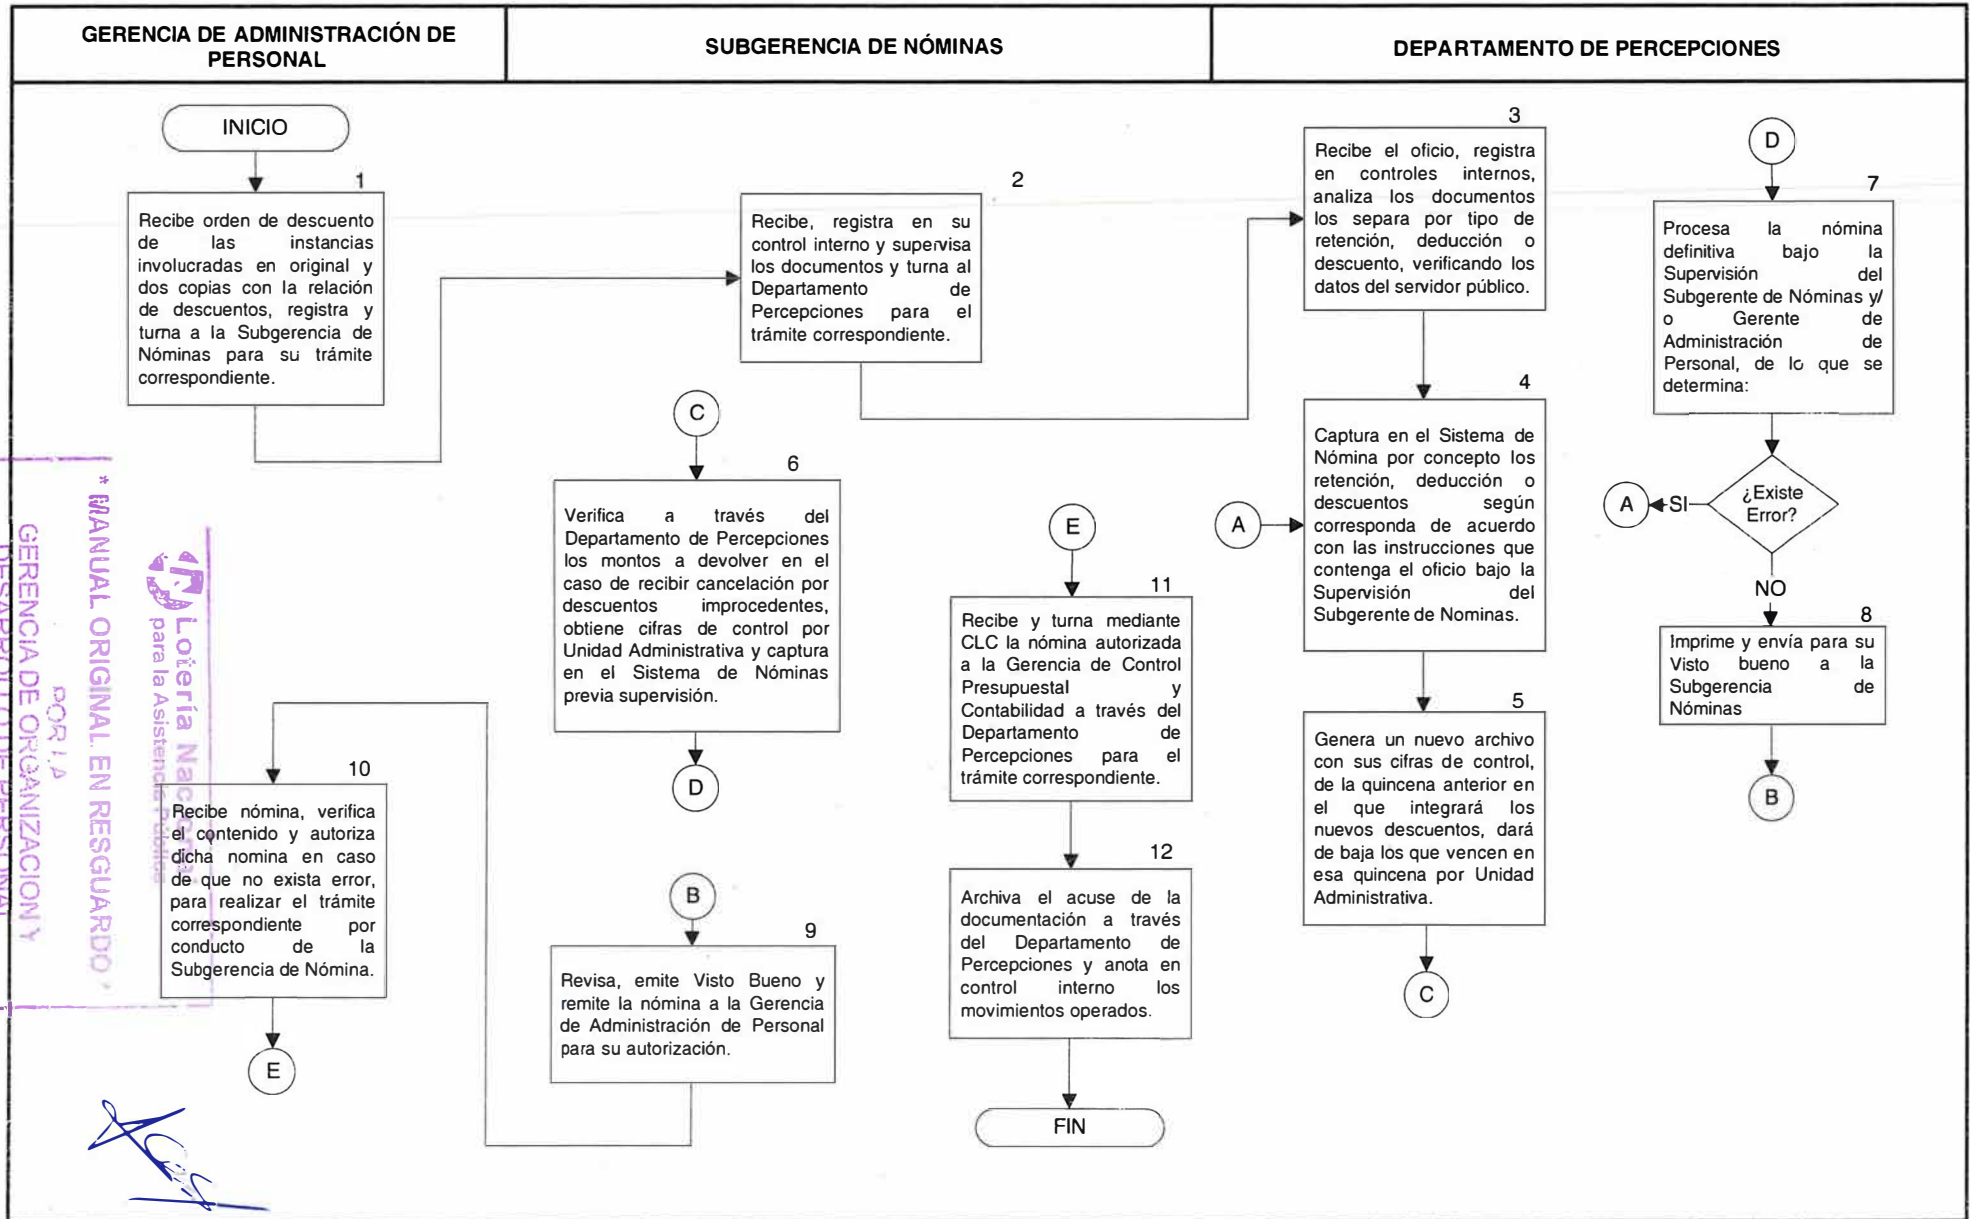 GERENCIA DE ADMINISTRACIÓN DE
PERSONAL
SUBGERENCIA DE NÓMINAS
DEPARTAMENTO DE PERCEPCIONES
INICIO
1
Recibe orden de descuento
de las instancias
involucradas en original y
dos copias con la relación
de descuentos, registra y
turna a la Subgerencia de
Nóminas para su trámite
correspondiente.
2
Recibe, registra en su
control interno y supervisa
los documentos y turna al
Departamento de
Percepciones para el
trámite correspondiente.
3
Recibe el oficio, registra
en controles internos,
analiza los documentos
los separa por tipo de
retención, deducción o
descuento, verificando los
datos del servidor público.
4
Captura en el Sistema de
Nómina por concepto los
retención, deducción o
descuentos según
corresponda de acuerdo
con las instrucciones que
contenga el oficio bajo la
Supervisión del
Subgerente de Nominas.
A
5
Genera un nuevo archivo
con sus cifras de control,
de la quincena anterior en
el que integrará los
nuevos descuentos, dará
de baja los que vencen en
esa quincena por Unidad
Administrativa.
C
C
6
Verifica a través del
Departamento de Percepciones
los montos a devolver en el
caso de recibir cancelación por
descuentos improcedentes,
obtiene cifras de control por
Unidad Administrativa y captura
en el Sistema de Nóminas
previa supervisión.
D
D
7
Procesa la nómina
definitiva bajo la
Supervisión del
Subgerente de Nóminas y/
o Gerente de
Administración de
Personal, de lo que se
determina:
¿Existe
Error?
SI
A
NO
8
Imprime y envía para su
Visto bueno a la
Subgerencia de
Nóminas
B
B
9
Revisa, emite Visto Bueno y
remite la nómina a la Gerencia
de Administración de Personal
para su autorización.
10
Recibe nómina, verifica
el contenido y autoriza
dicha nomina en caso
de que no exista error,
para realizar el trámite
correspondiente por
conducto de la
Subgerencia de Nómina.
E
E
11
Recibe y turna mediante
CLC la nómina autorizada
a la Gerencia de Control
Presupuestal y
Contabilidad a través del
Departamento de
Percepciones para el
trámite correspondiente.
12
Archiva el acuse de la
documentación a través
del Departamento de
Percepciones y anota en
control interno los
movimientos operados.
FIN
Lotería Nacional
para la Asistencia Pública
* MANUAL ORIGINAL EN RESGUARDO *
POR LA
GERENCIA DE ORGANIZACION Y
DESARROLLO DE PERSONAL